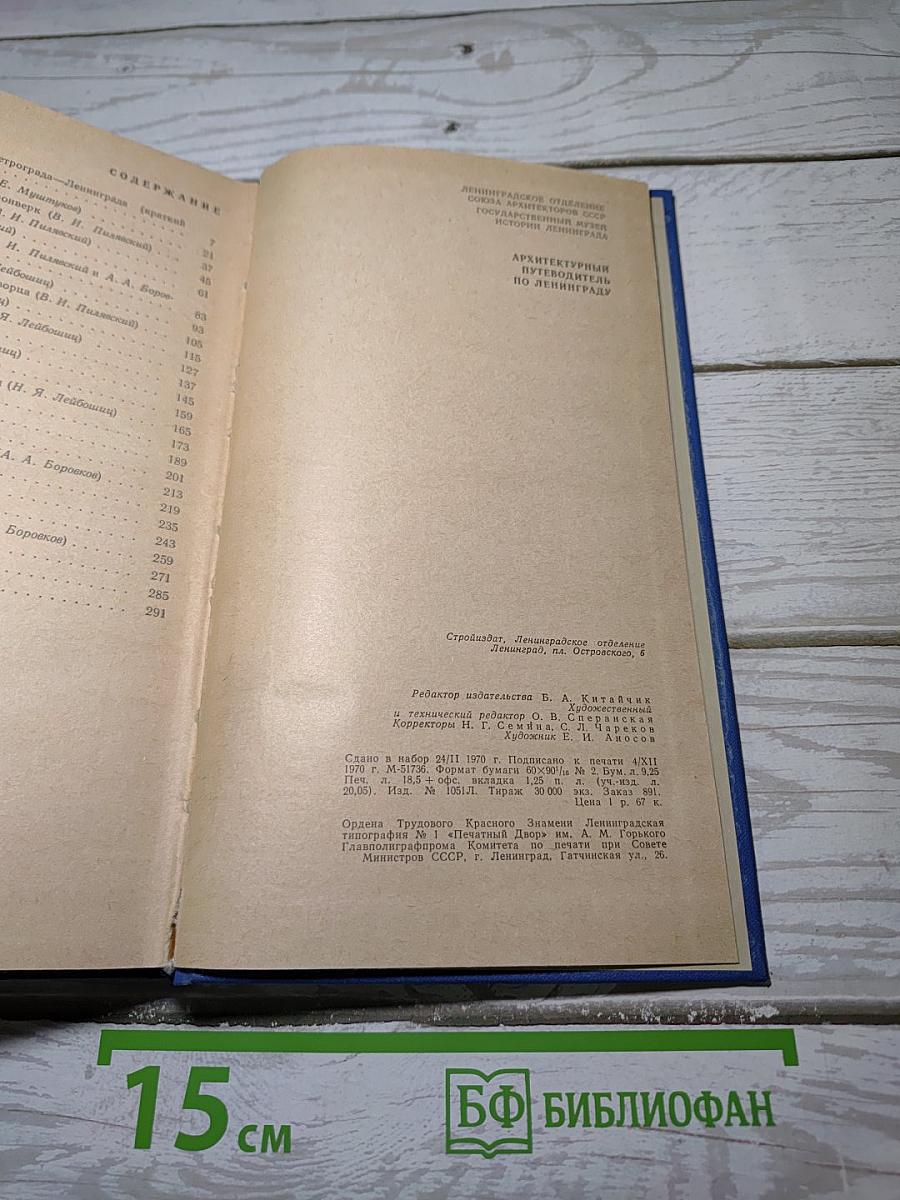 СОДЕРЖАНИЕ
етрограда—Ленинграда (краткий
Е. Муштуков) 7
онверк (В. И. Пилявский) 21
И. Пилявский) 37
ий) 45
И. Пилявский и А. А. Боров- 61
Лейбошиц) 83
ворца (В. И. Пилявский) 93
ц) 105
Я. Лейбошиц) 115
127
шиц) 137
145
и (Н. Я. Лейбошиц) 159
165
173
189
А. А. Боровков) 201
213
219
235
243
Боровков) 259
271
285
291
ЛЕНИНГРАДСКОЕ ОТДЕЛЕНИЕ
СОЮЗА АРХИТЕКТОРОВ СССР
ГОСУДАРСТВЕННЫЙ МУЗЕЙ
ИСТОРИИ ЛЕНИНГРАДА
АРХИТЕКТУРНЫЙ
ПУТЕВОДИТЕЛЬ
ПО ЛЕНИНГРАДУ
Стройиздат, Ленинградское отделение
Ленинград, пл. Островского, 6
Редактор издательства Б. А. Китайчик
Художественный
и технический редактор О. В. Сперанская
Корректоры Н. Г. Семина, С. Л. Чареков
Художник Е. И. Аносов
Сдано в набор 24/II 1970 г. Подписано к печати 4/XII
1970 г. М-51736. Формат бумаги 60×90 1/16 № 2. Бум. л. 9,25
Печ. л. 18,5 + офс. вкладка 1,25 п. л. (уч.-изд. л.
20,05). Изд. № 1051Л. Тираж 30 000 экз. Заказ 891.
Цена 1 р. 67 к.
Ордена Трудового Красного Знамени Ленинградская
типография № 1 «Печатный Двор» им. А. М. Горького
Главполиграфпрома Комитета по печати при Совете
Министров СССР, г. Ленинград, Гатчинская ул., 26.
15 см
БФ БИБЛИОФАН